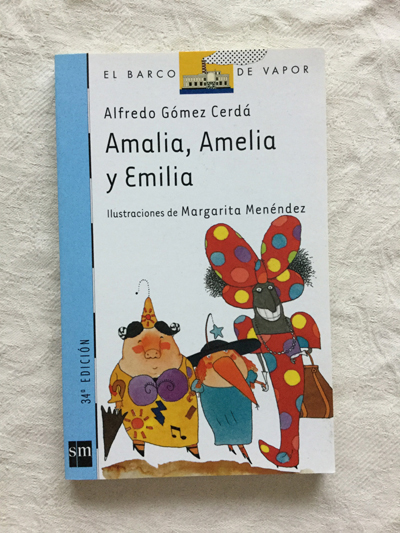 EL BARCO DE VAPOR
Alfredo Gómez Cerdá
Amalia, Amelia
y Emilia
Ilustraciones de Margarita Menéndez
34ª EDICIÓN
sm